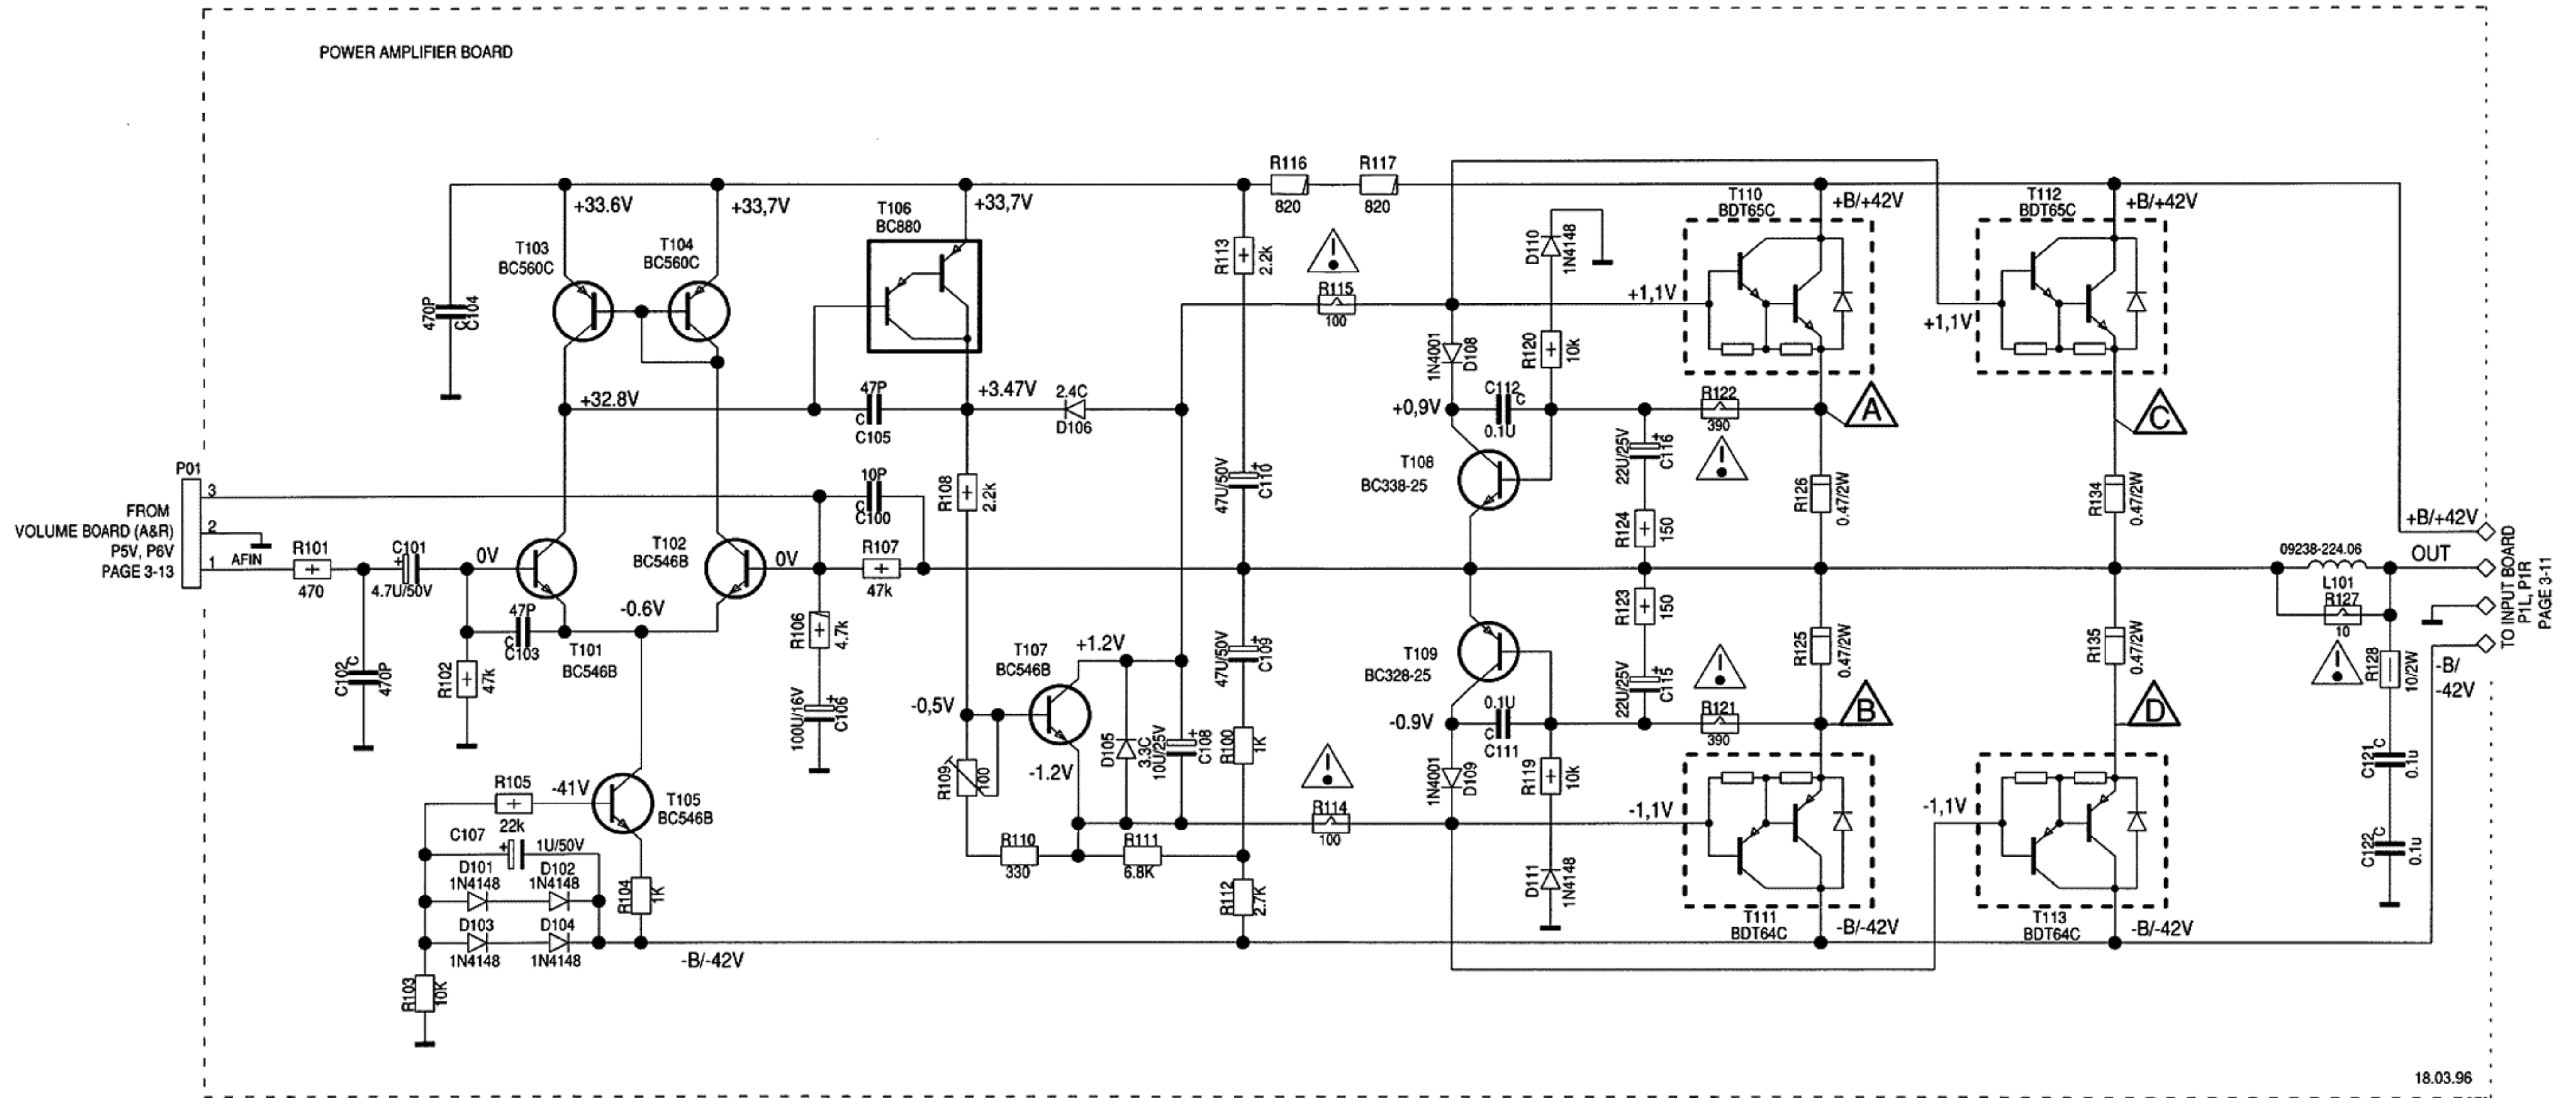 POWER AMPLIFIER BOARD
R116
820
R117
820
+33.6V
+33,7V
+33,7V
T106
BC880
T103
BC560C
T104
BC560C
470P
C
C104
R113
2.2k
!
R115
100
D110
1N4148
T110
BDT65C
+B/+42V
T112
BDT65C
+B/+42V
+1,1V
+1,1V
1N4001
D108
R120
10k
+32.8V
47P
C
C105
+3.47V
2.4C
D106
+0,9V
C112
C
0.1U
R122
390
!
A
C
22U/25V
+
C116
T108
BC338-25
R124
150
R126
0.47/2W
R134
0.47/2W
P01
3
2
1
FROM
VOLUME BOARD (A&R)
P5V, P6V
PAGE 3-13
AFIN
R101
470
C101
+
4.7U/50V
0V
T102
BC546B
0V
10P
C
C100
R107
47k
R108
2.2k
47U/50V
+
C110
+B/+42V
09238-224.06
OUT
L101
R127
10
!
TO INPUT BOARD
P1L, P1R
PAGE 3-11
-B/
-42V
R128
10/2W
-0.6V
47P
C
C103
T101
BC546B
C102
C
470P
R102
47k
R106
4.7k
100U/16V
+
C106
T107
BC546B
+1.2V
-0,5V
-1.2V
R109
100
D105
3.3C
10U/25V
+
C108
47U/50V
+
C109
R100
1K
T109
BC328-25
R123
150
R125
0.47/2W
R135
0.47/2W
22U/25V
+
C115
!
R121
390
B
D
-0.9V
0.1U
C
C111
1N4001
D109
R119
10k
!
R114
100
-1,1V
-1,1V
R105
22k
-41V
T105
BC546B
C107
+
1U/50V
D101
1N4148
D102
1N4148
D103
1N4148
D104
1N4148
R104
1K
R110
330
R111
6.8K
R112
2.7K
D111
1N4148
T111
BDT64C
-B/-42V
T113
BDT64C
-B/-42V
C121
C
0.1u
C122
C
0.1u
-B/-42V
R103
10K
18.03.96